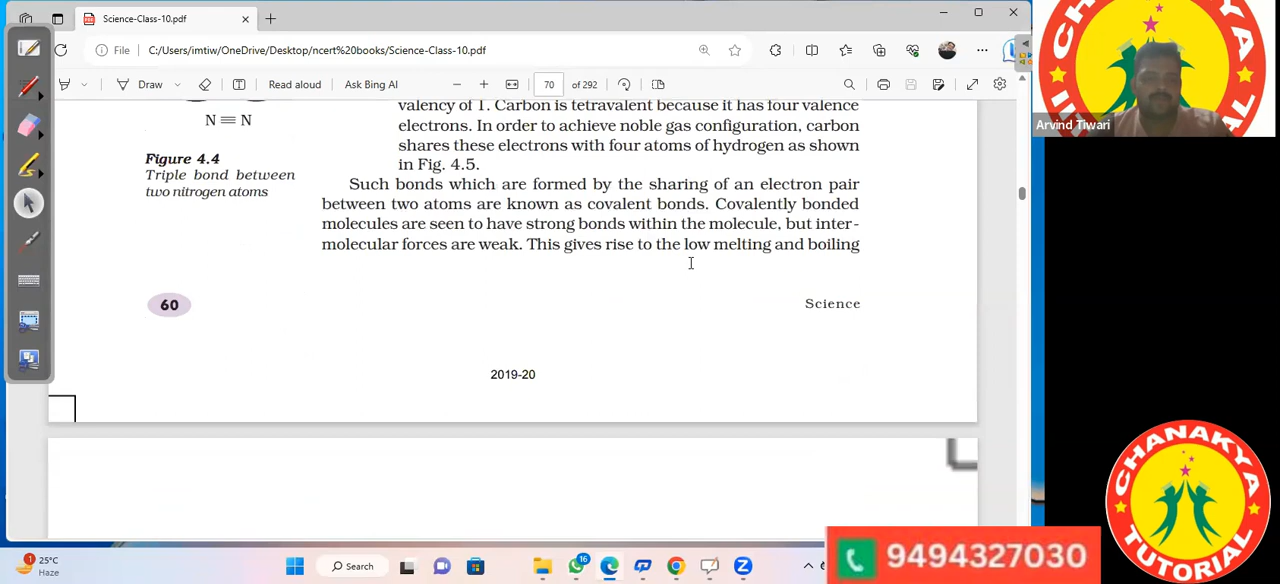 Science-Class-10.pdf
File
C:/Users/imtiw/OneDrive/Desktop/ncert%20books/Science-Class-10.pdf
Draw
Read aloud
Ask Bing AI
70 of 292
Arvind Tiwari
valency of 1. Carbon is tetravalent because it has four valence
electrons. In order to achieve noble gas configuration, carbon
shares these electrons with four atoms of hydrogen as shown
in Fig. 4.5.
N ≡ N
Figure 4.4
Triple bond between
two nitrogen atoms
Such bonds which are formed by the sharing of an electron pair
between two atoms are known as covalent bonds. Covalently bonded
molecules are seen to have strong bonds within the molecule, but inter-
molecular forces are weak. This gives rise to the low melting and boiling
60
Science
2019-20
CHANAKYA
TUTORIAL
9494327030
1
25°C
Haze
Search
16